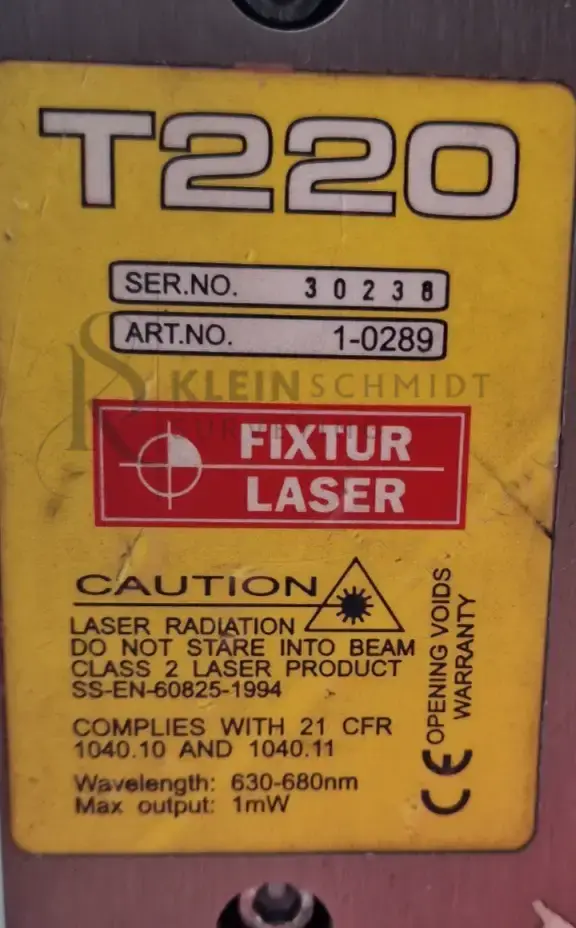 T220
SER.NO. 30238
ART.NO. 1-0289
KLEINSCHMIDT
FIXTUR
LASER
CAUTION
LASER RADIATION
DO NOT STARE INTO BEAM
CLASS 2 LASER PRODUCT
SS-EN-60825-1994
COMPLIES WITH 21 CFR
1040.10 AND 1040.11
Wavelength: 630-680nm
Max output: 1mW
CE OPENING VOIDS
WARRANTY